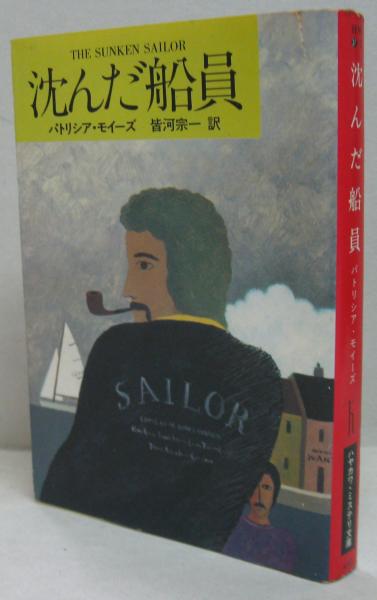 THE SUNKEN SAILOR
沈んだ船員
パトリシア・モイーズ 皆河宗一 訳
SAILOR
沈んだ船員
パトリシア・モイーズ
h
ハヤカワ・ミステリ文庫